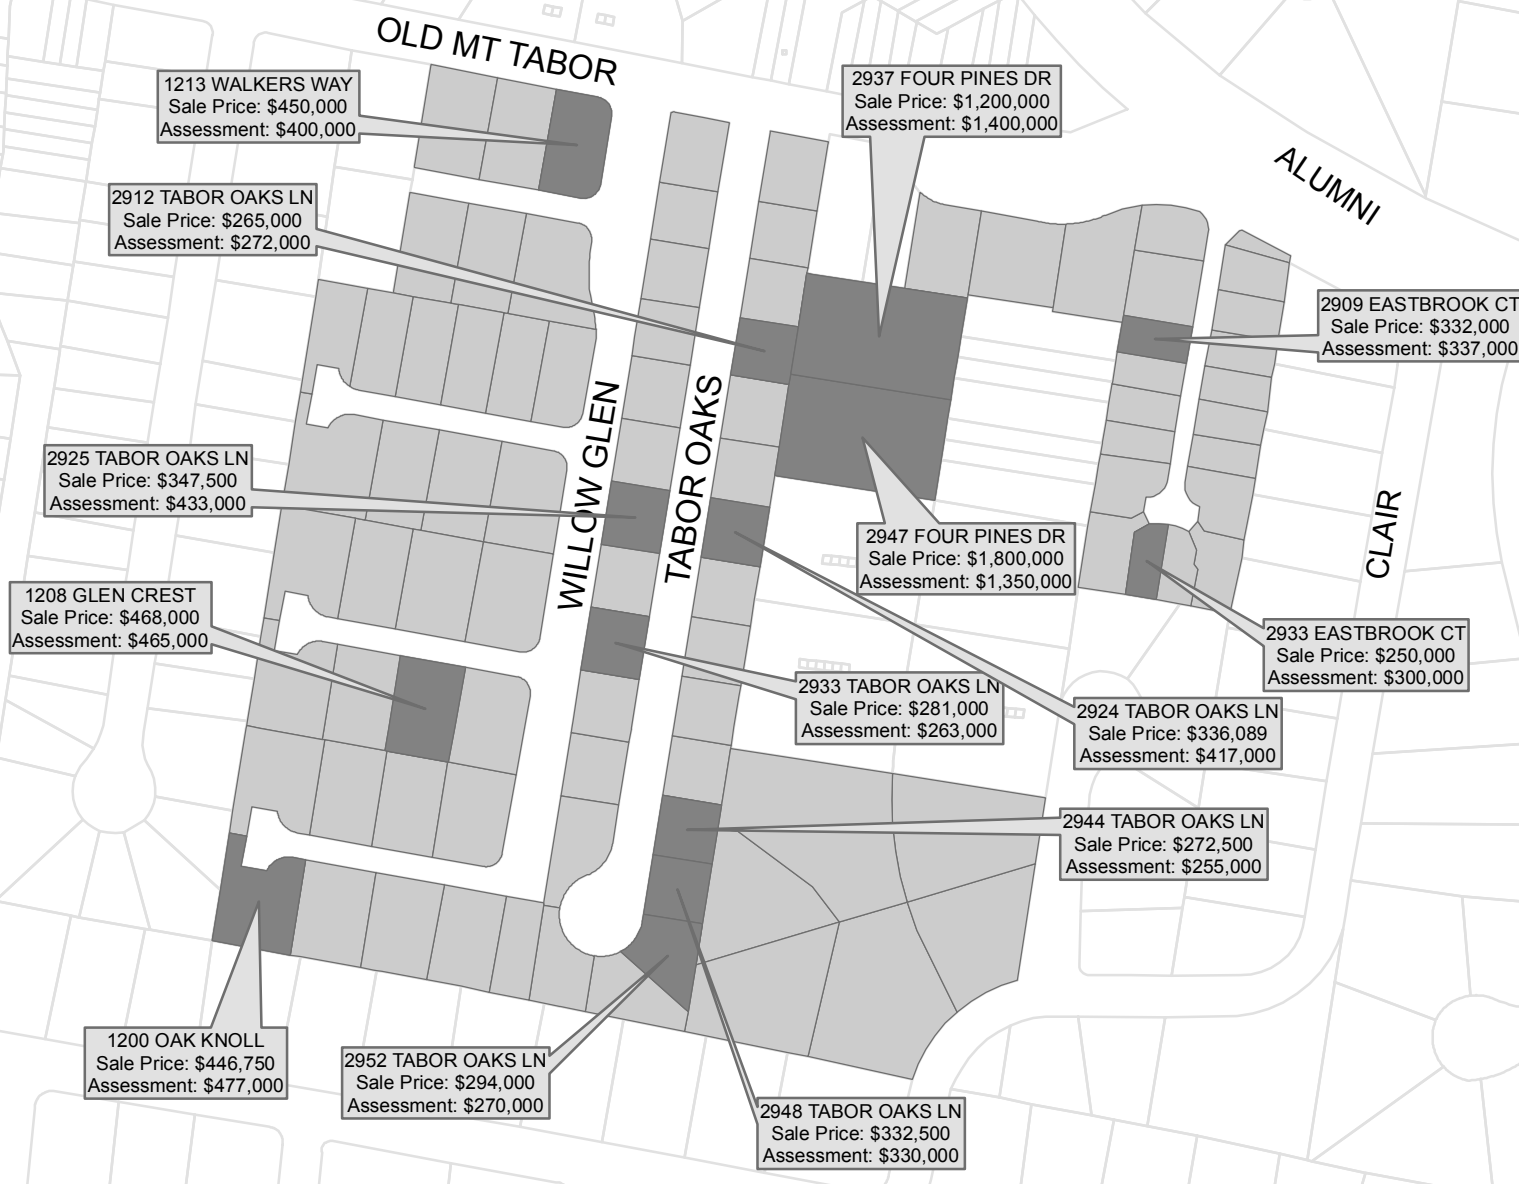 OLD MT TABOR
1213 WALKERS WAY
Sale Price: $450,000
Assessment: $400,000
2937 FOUR PINES DR
Sale Price: $1,200,000
Assessment: $1,400,000
ALUMNI
2912 TABOR OAKS LN
Sale Price: $265,000
Assessment: $272,000
2909 EASTBROOK CT
Sale Price: $332,000
Assessment: $337,000
WILLOW GLEN
TABOR OAKS
2925 TABOR OAKS LN
Sale Price: $347,500
Assessment: $433,000
CLAIR
2947 FOUR PINES DR
Sale Price: $1,800,000
Assessment: $1,350,000
1208 GLEN CREST
Sale Price: $468,000
Assessment: $465,000
2933 EASTBROOK CT
Sale Price: $250,000
Assessment: $300,000
2933 TABOR OAKS LN
Sale Price: $281,000
Assessment: $263,000
2924 TABOR OAKS LN
Sale Price: $336,089
Assessment: $417,000
2944 TABOR OAKS LN
Sale Price: $272,500
Assessment: $255,000
1200 OAK KNOLL
Sale Price: $446,750
Assessment: $477,000
2952 TABOR OAKS LN
Sale Price: $294,000
Assessment: $270,000
2948 TABOR OAKS LN
Sale Price: $332,500
Assessment: $330,000